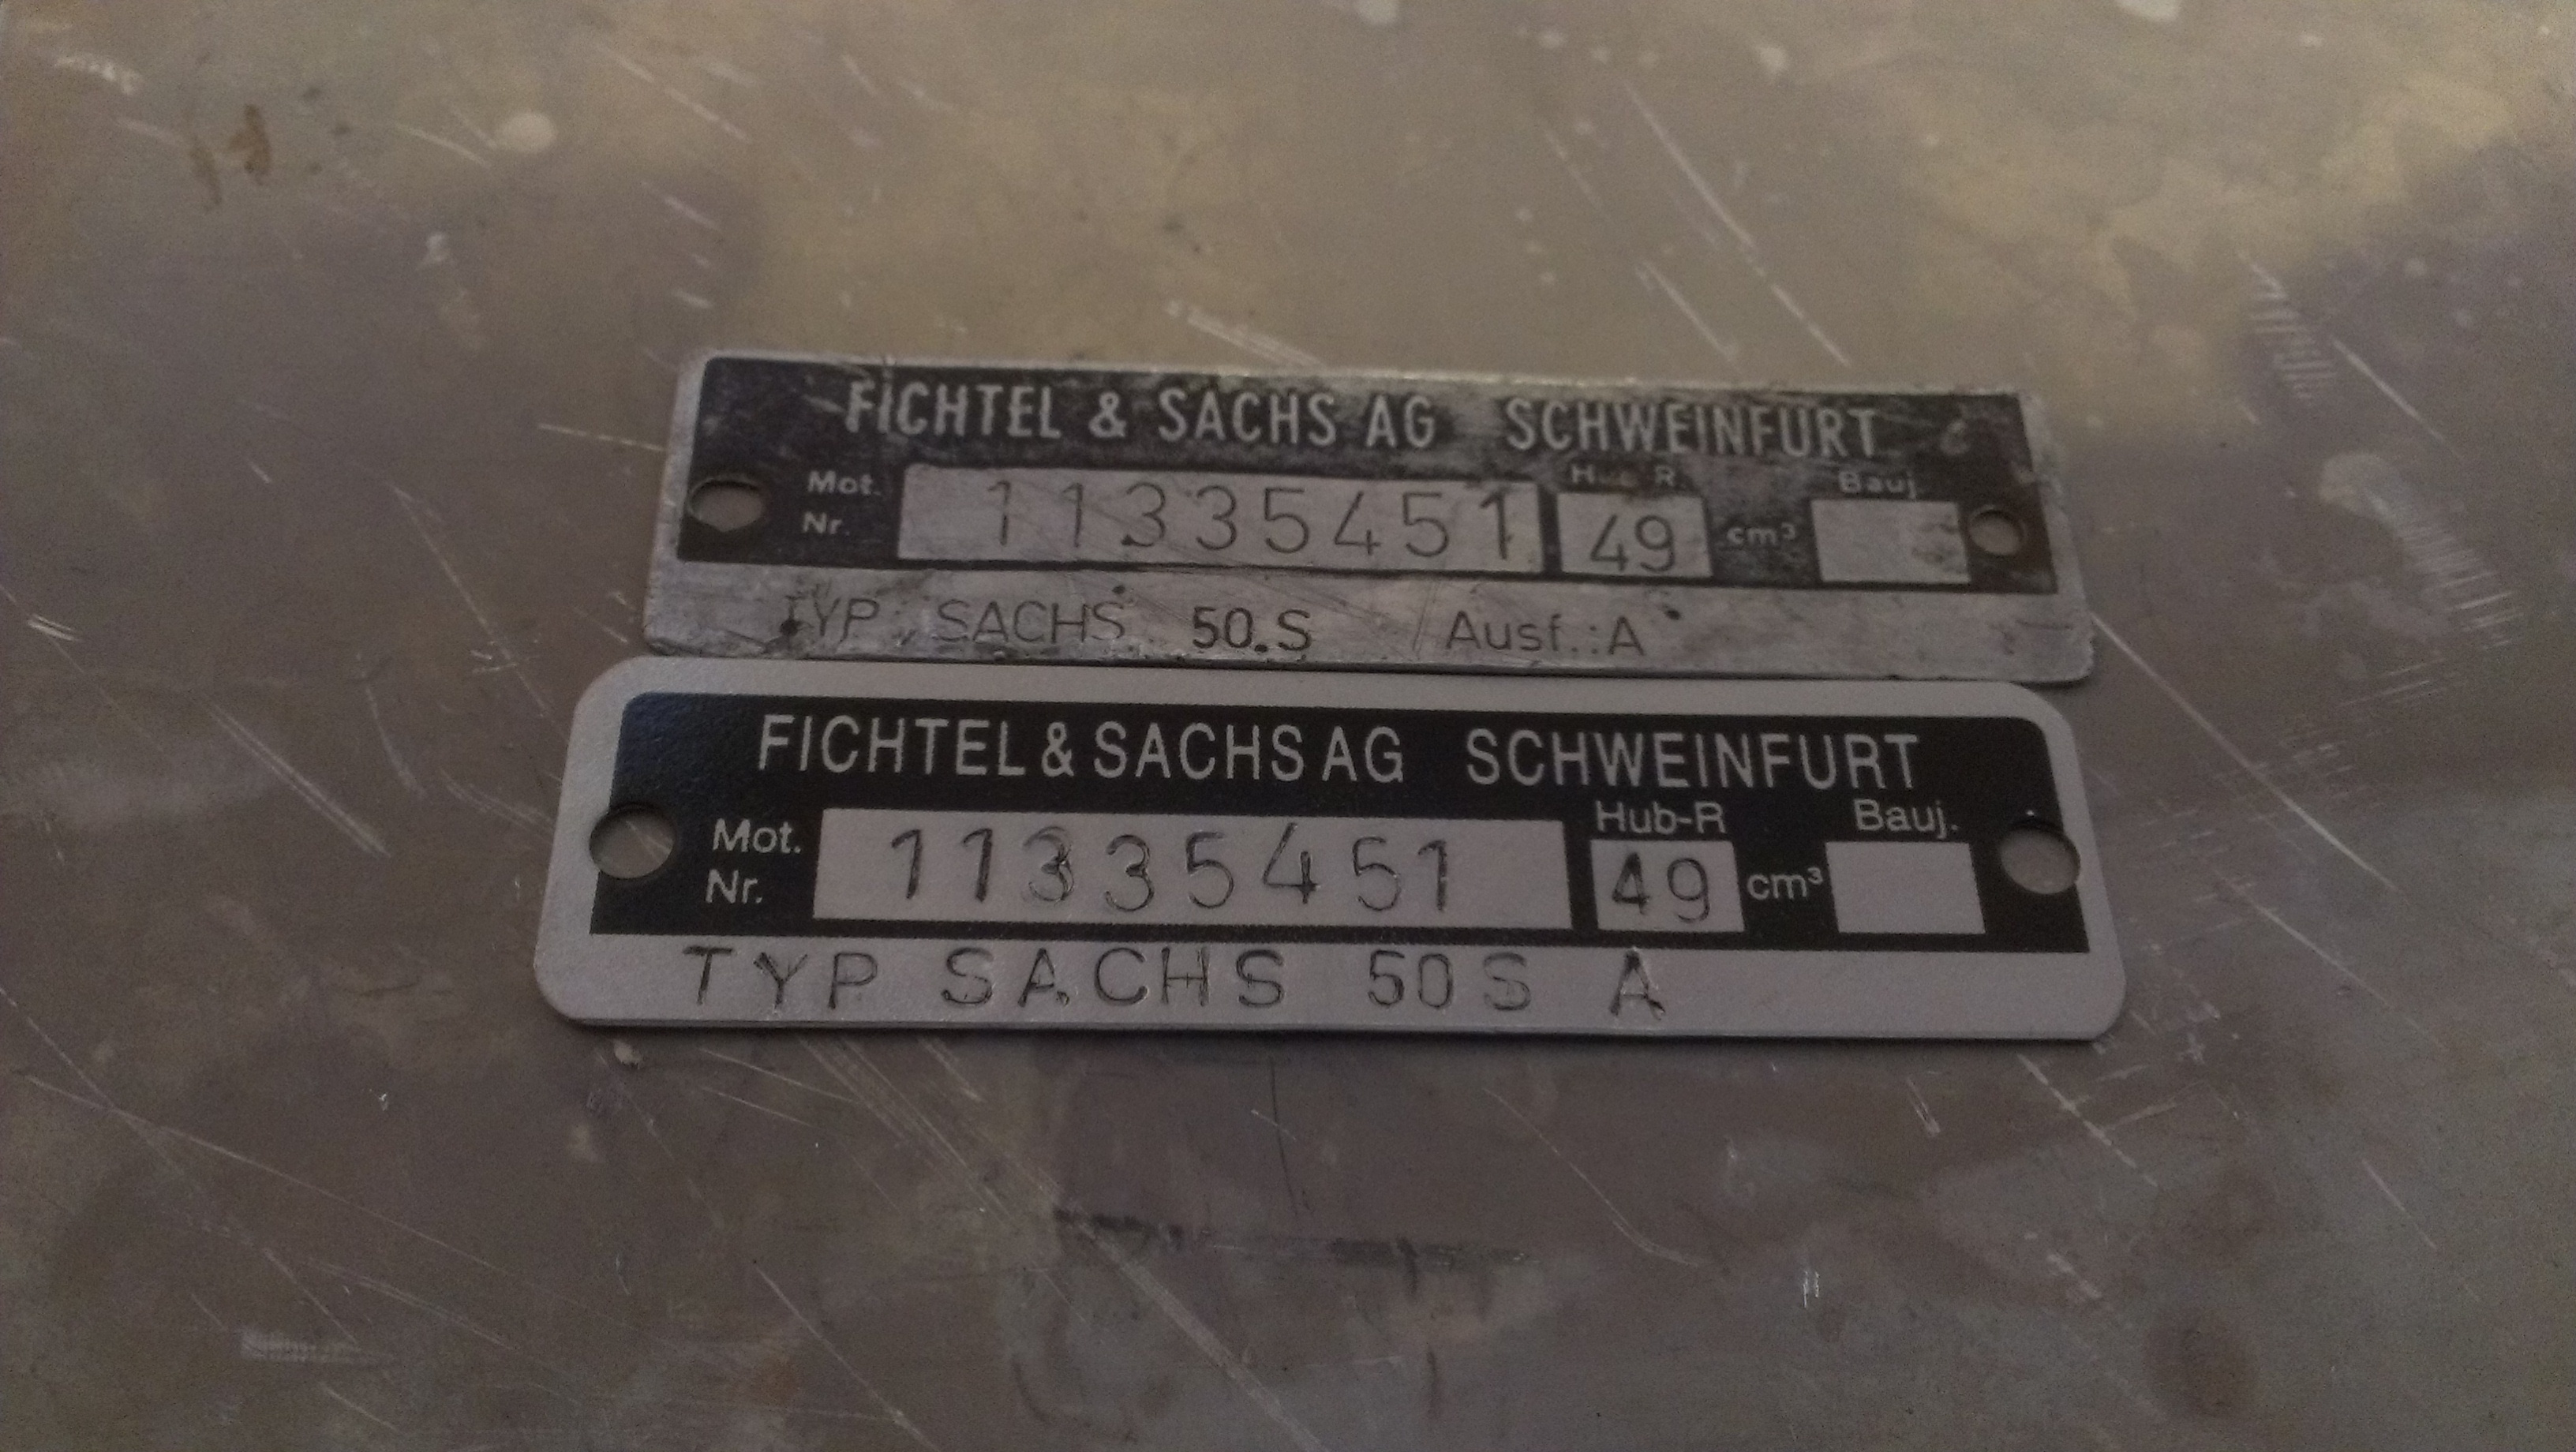 FICHTEL & SACHS AG SCHWEINFURT
Mot. Nr. 11335451 Hub-R 49 cm³ Bauj.
TYP SACHS 50.S Ausf.:A
FICHTEL & SACHS AG SCHWEINFURT
Mot. Nr. 11335451 Hub-R 49 cm³ Bauj.
TYP SACHS 50S A